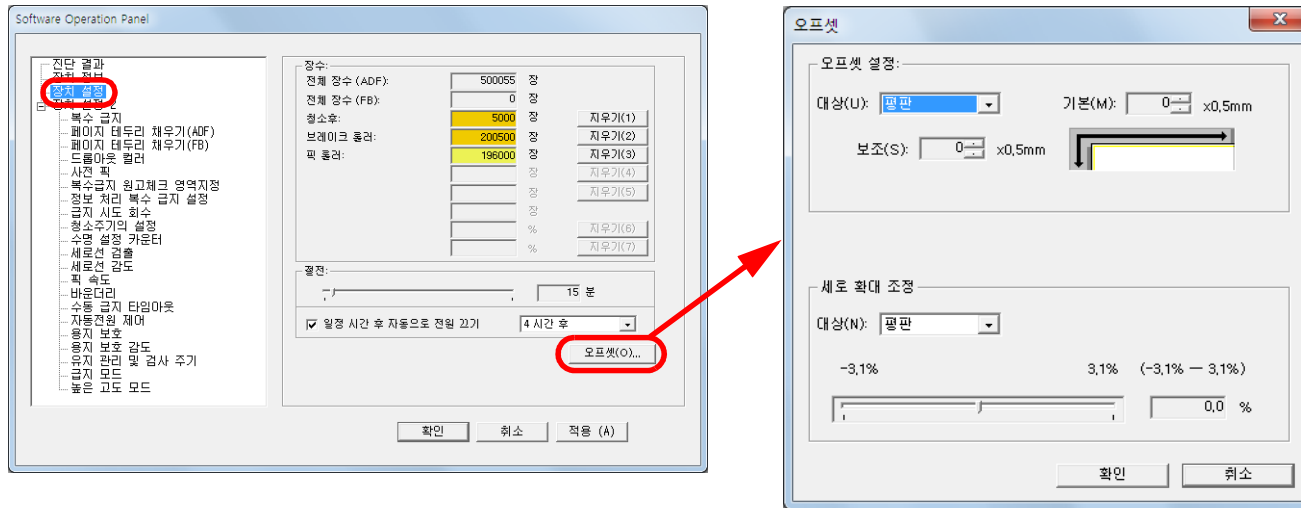 Software Operation Panel
진단 결과
장치 정보
장치 설정
장치 설정 2
복수 급지
페이지 테두리 채우기(ADF)
페이지 테두리 채우기(FB)
드롭아웃 컬러
사전 픽
복수급지 원고체크 영역지정
정보 처리 복수 급지 설정
급지 시도 회수
청소주기의 설정
수명 설정 카운터
세로선 검출
세로선 감도
픽 속도
바운더리
수동 급지 타임아웃
자동전원 제어
용지 보호
용지 보호 감도
유지 관리 및 검사 주기
급지 모드
높은 고도 모드
장수:
전체 장수 (ADF): 500055 장
전체 장수 (FB): 0 장
청소후: 5000 장 지우기(1)
브레이크 롤러: 200500 장 지우기(2)
픽 롤러: 196000 장 지우기(3)
장 지우기(4)
장 지우기(5)
장
% 지우기(6)
% 지우기(7)
절전:
15 분
일정 시간 후 자동으로 전원 끄기 4 시간 후
오프셋(O)...
확인 취소 적용 (A)
오프셋
오프셋 설정:
대상(U): 평판 기본(M): 0 x0,5mm
보조(S): 0 x0,5mm
세로 확대 조정
대상(N): 평판
-3,1% 3,1% (-3,1% — 3,1%)
0,0 %
확인 취소